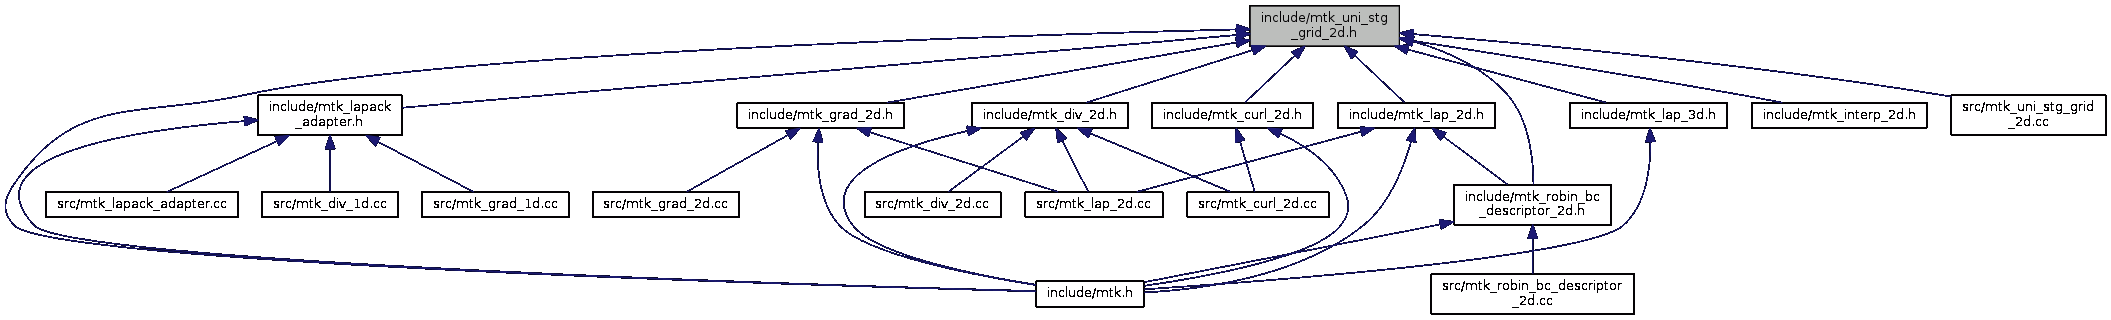 include/mtk_uni_stg
_grid_2d.h
include/mtk_lapack
_adapter.h
include/mtk_grad_2d.h
include/mtk_div_2d.h
include/mtk_curl_2d.h
include/mtk_lap_2d.h
include/mtk_lap_3d.h
include/mtk_interp_2d.h
src/mtk_uni_stg_grid
_2d.cc
src/mtk_lapack_adapter.cc
src/mtk_div_1d.cc
src/mtk_grad_1d.cc
src/mtk_grad_2d.cc
src/mtk_div_2d.cc
src/mtk_lap_2d.cc
src/mtk_curl_2d.cc
include/mtk_robin_bc
_descriptor_2d.h
include/mtk.h
src/mtk_robin_bc_descriptor
_2d.cc